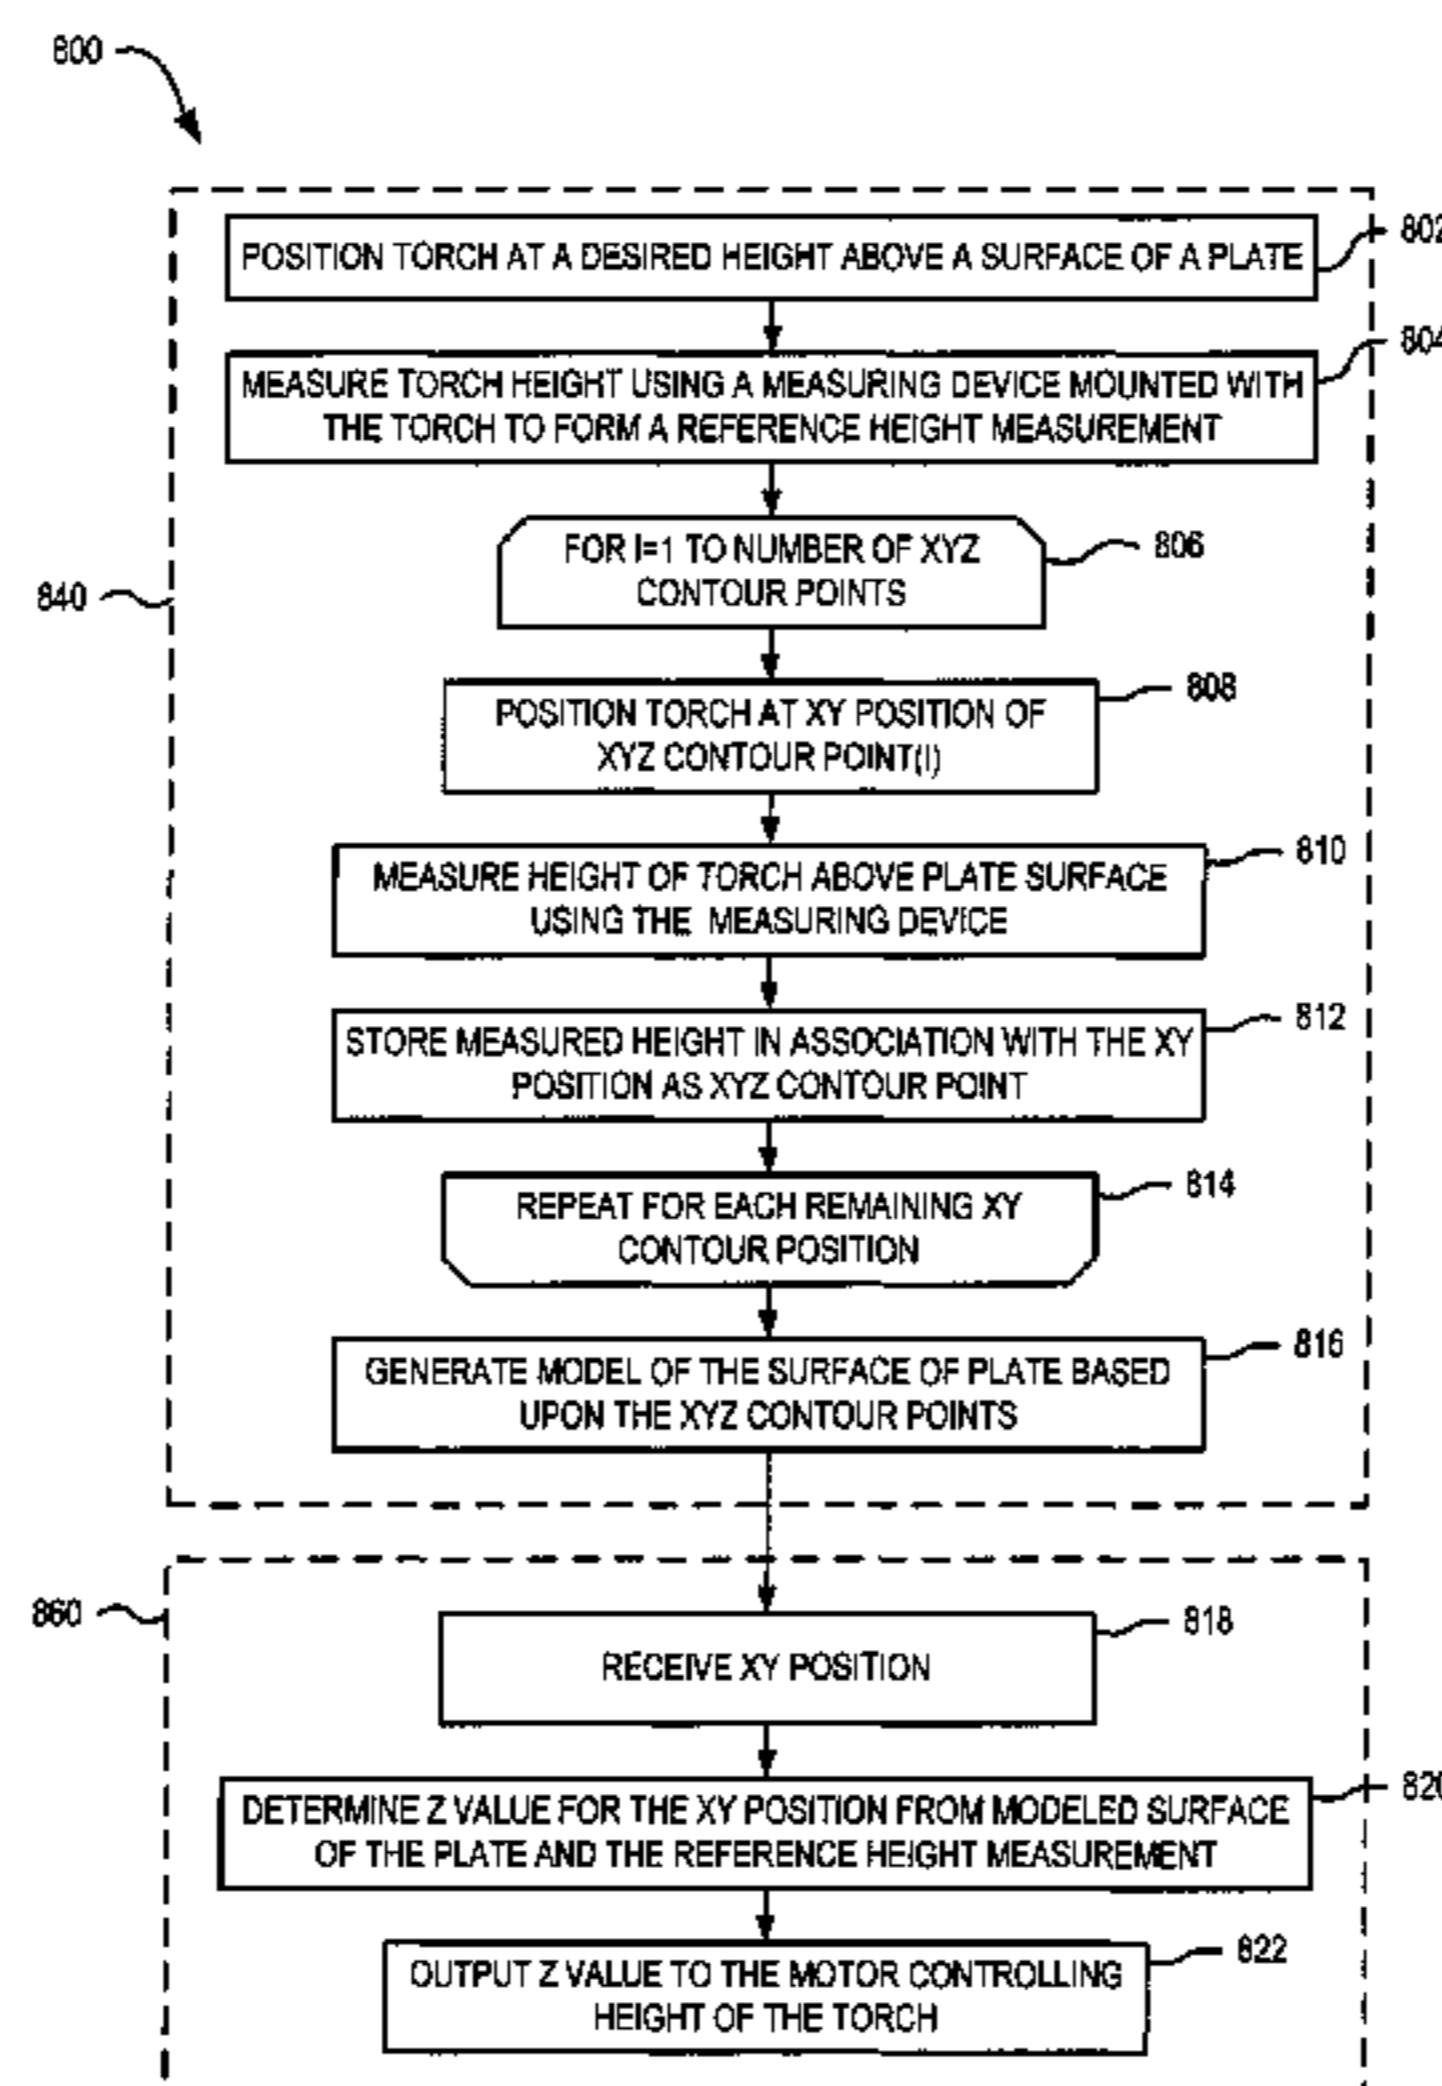 800
POSITION TORCH AT A DESIRED HEIGHT ABOVE A SURFACE OF A PLATE
802
MEASURE TORCH HEIGHT USING A MEASURING DEVICE MOUNTED WITH
THE TORCH TO FORM A REFERENCE HEIGHT MEASUREMENT
804
FOR I=1 TO NUMBER OF XYZ
CONTOUR POINTS
806
840
POSITION TORCH AT XY POSITION OF
XYZ CONTOUR POINT(I)
808
MEASURE HEIGHT OF TORCH ABOVE PLATE SURFACE
USING THE MEASURING DEVICE
810
STORE MEASURED HEIGHT IN ASSOCIATION WITH THE XY
POSITION AS XYZ CONTOUR POINT
812
REPEAT FOR EACH REMAINING XY
CONTOUR POSITION
814
GENERATE MODEL OF THE SURFACE OF PLATE BASED
UPON THE XYZ CONTOUR POINTS
816
860
RECEIVE XY POSITION
818
DETERMINE Z VALUE FOR THE XY POSITION FROM MODELED SURFACE
OF THE PLATE AND THE REFERENCE HEIGHT MEASUREMENT
820
OUTPUT Z VALUE TO THE MOTOR CONTROLLING
HEIGHT OF THE TORCH
822